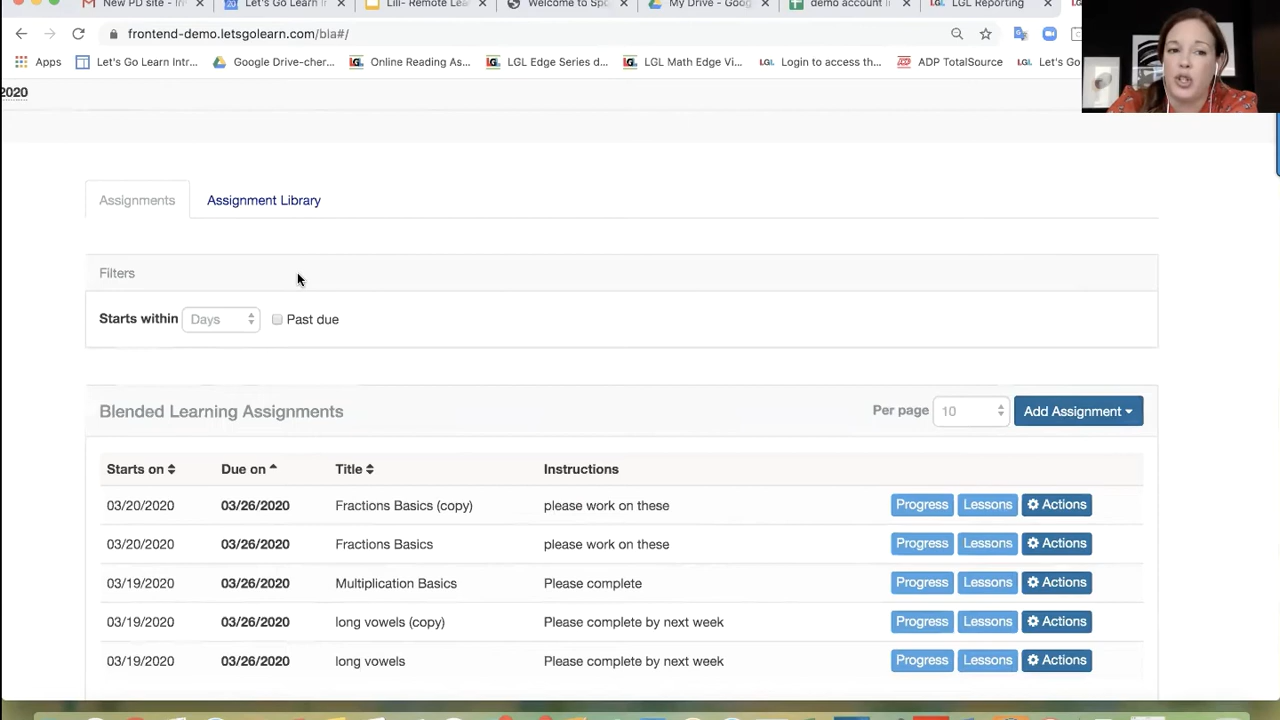 New PD site - In
Let's Go Learn I
Lili- Remote Le
Welcome to Sp
My Drive - Goog
demo account li
LGL LGL Reporting
frontend-demo.letsgolearn.com/bla#/
Apps Let's Go Learn Intr... Google Drive-cher... Online Reading As... LGL Edge Series d... LGL Math Edge Vi... LGL Login to access th... ADP TotalSource LGL Let's Go
2020
Assignments Assignment Library
Filters
Starts within Days Past due
Blended Learning Assignments Per page 10 Add Assignment
Starts on Due on Title Instructions
03/20/2020 03/26/2020 Fractions Basics (copy) please work on these Progress Lessons Actions
03/20/2020 03/26/2020 Fractions Basics please work on these Progress Lessons Actions
03/19/2020 03/26/2020 Multiplication Basics Please complete Progress Lessons Actions
03/19/2020 03/26/2020 long vowels (copy) Please complete by next week Progress Lessons Actions
03/19/2020 03/26/2020 long vowels Please complete by next week Progress Lessons Actions